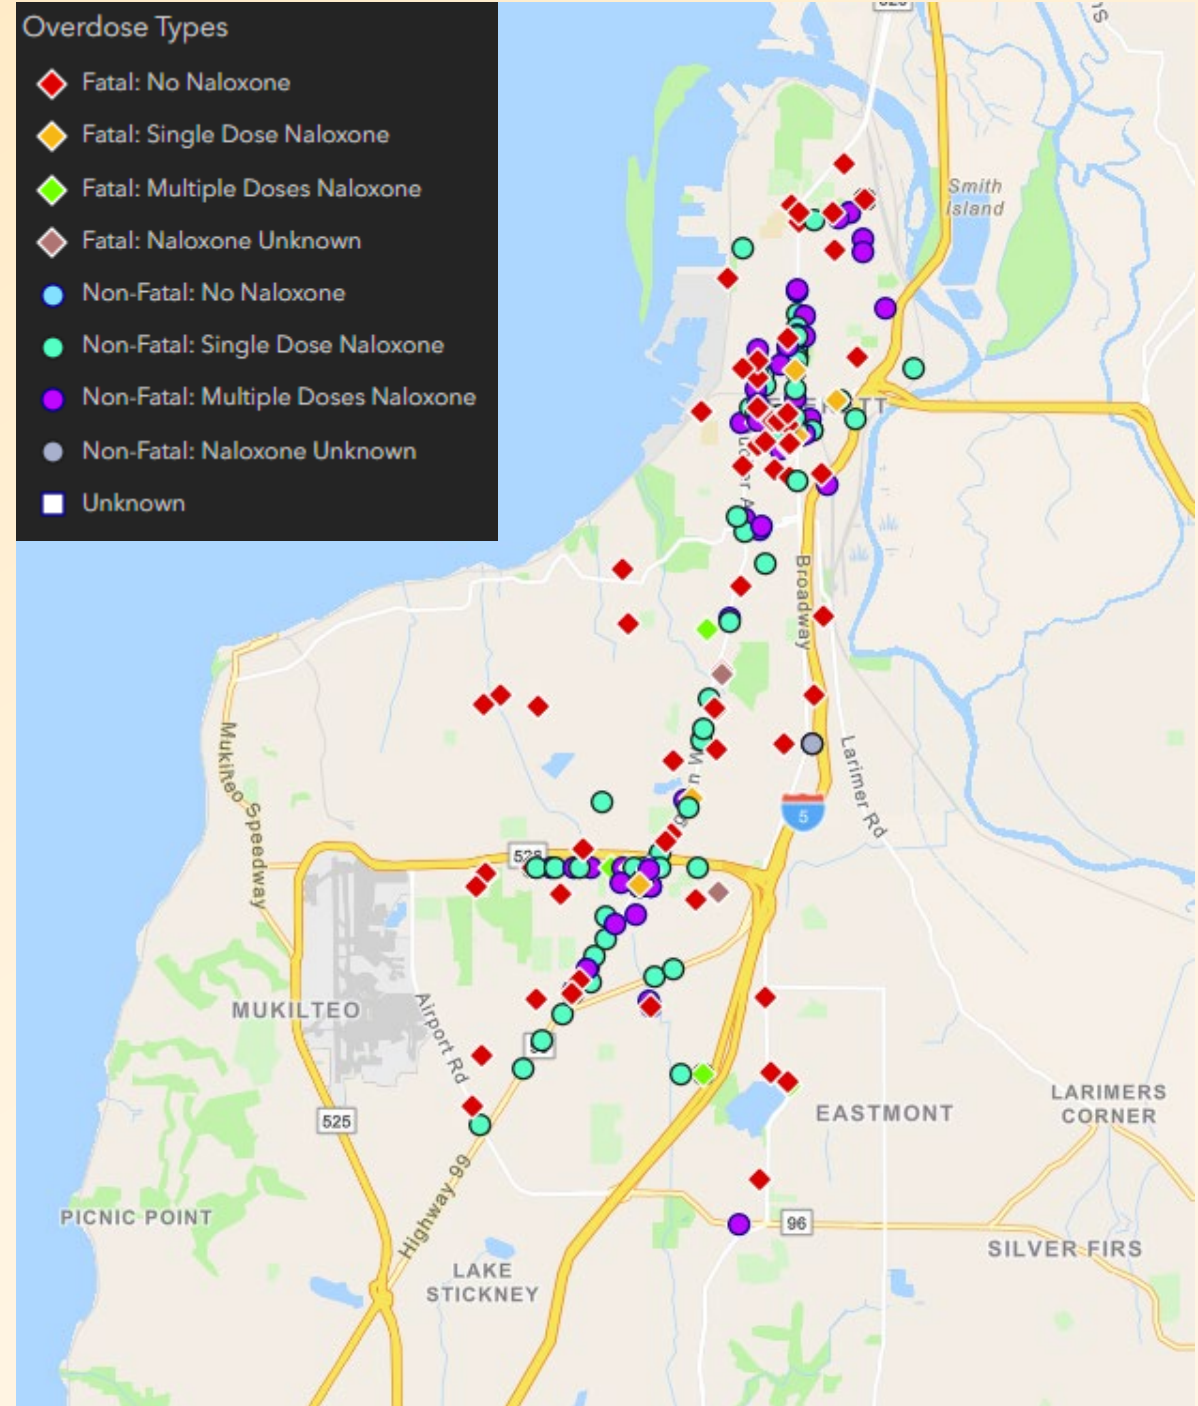 Overdose Types
Fatal: No Naloxone
Fatal: Single Dose Naloxone
Fatal: Multiple Doses Naloxone
Fatal: Naloxone Unknown
Non-Fatal: No Naloxone
Non-Fatal: Single Dose Naloxone
Non-Fatal: Multiple Doses Naloxone
Non-Fatal: Naloxone Unknown
Unknown
Smith
Island
Broadway
Mukilteo Speedway
Larimer Rd
5
MUKILTEO
Airport Rd
525
LARIMERS
CORNER
EASTMONT
Highway 99
PICNIC POINT
96
SILVER FIRS
LAKE
STICKNEY